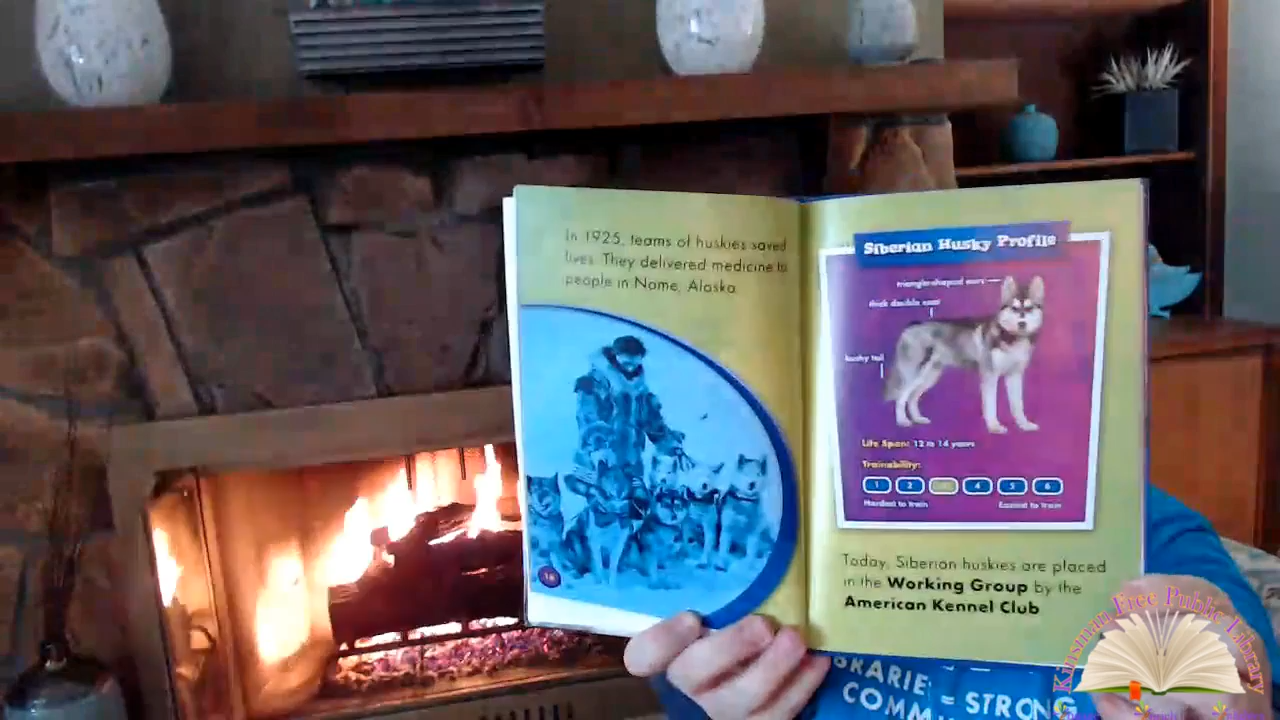 In 1925, teams of huskies saved
lives. They delivered medicine to
people in Nome, Alaska.
16
Siberian Husky Profile
triangle-shaped ears
thick double coat
bushy tail
Life Span: 12 to 14 years
Trainability:
1 2 4 5 6
Hardest to train Easiest to train
Today, Siberian huskies are placed
in the Working Group by the
American Kennel Club
= STRONG
Kinsman Free Public Library